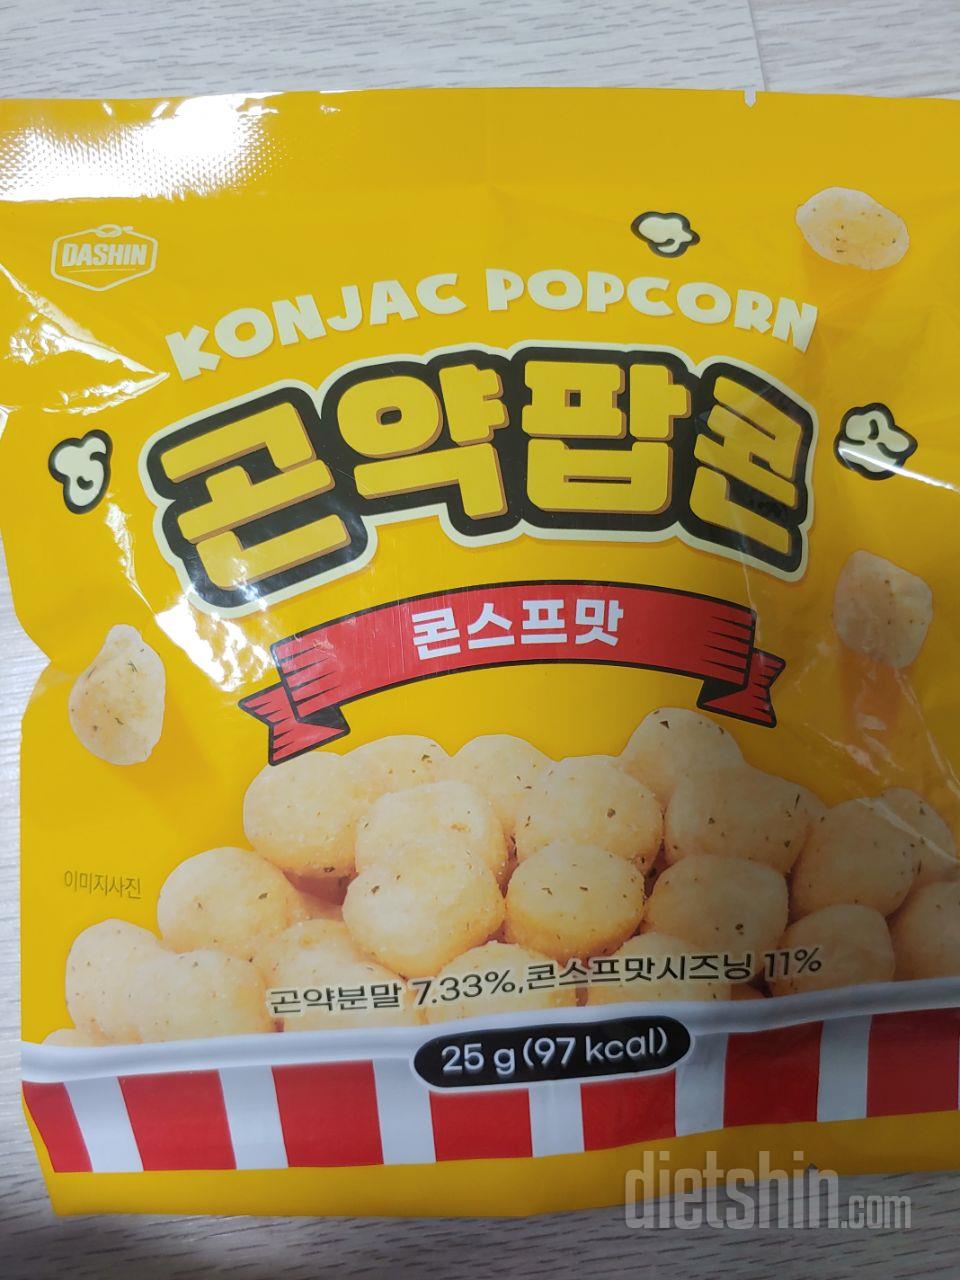 DASHIN
KONJAC POPCORN
곤약팝콘
콘스프맛
이미지사진
곤약분말 7.33%,콘스프맛시즈닝 11%
25 g (97 kcal)
dietshin.com